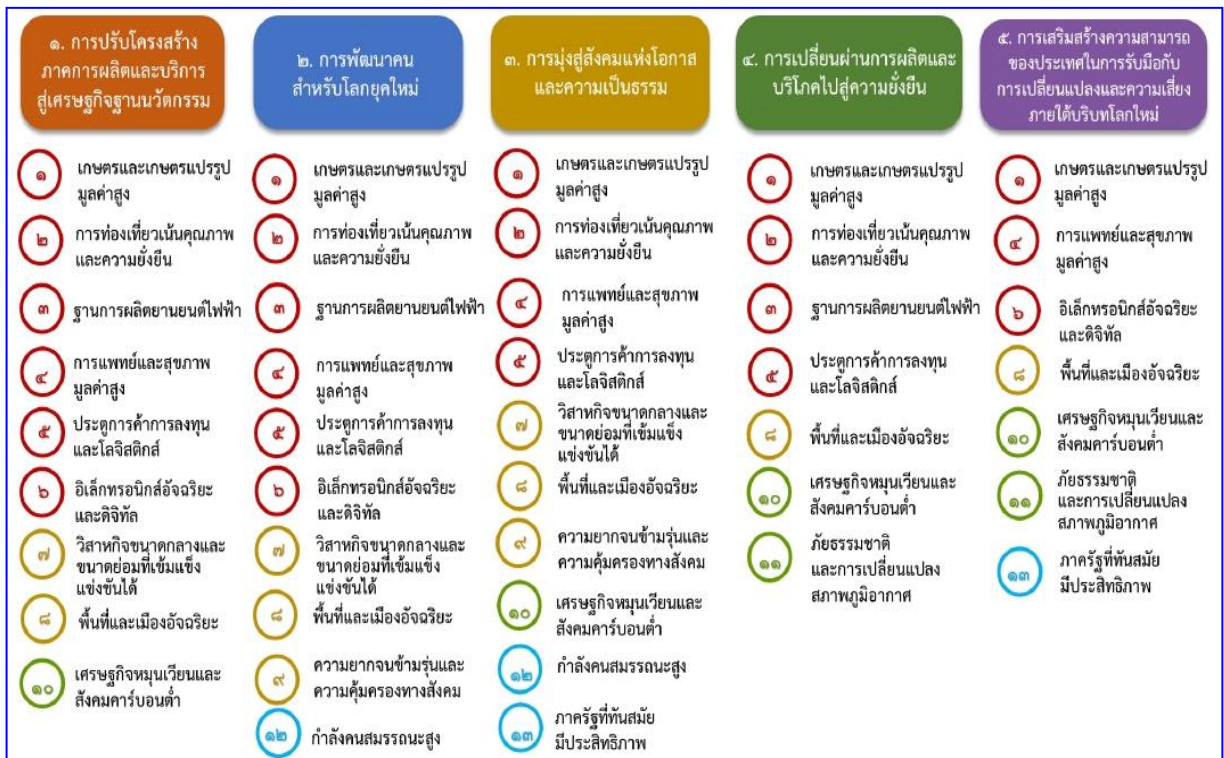 ๑. การปรับโครงสร้าง
ภาคการผลิตและบริการ
สู่เศรษฐกิจฐานนวัตกรรม
๒. การพัฒนาคน
สำหรับโลกยุคใหม่
๓. การมุ่งสู่สังคมแห่งโอกาส
และความเป็นธรรม
๔. การเปลี่ยนผ่านการผลิตและ
บริโภคไปสู่ความยั่งยืน
๕. การเสริมสร้างความสามารถ
ของประเทศในการรับมือกับ
การเปลี่ยนแปลงและความเสี่ยง
ภายใต้บริบทโลกใหม่
๑ เกษตรและเกษตรแปรรูป
มูลค่าสูง
๒ การท่องเที่ยวเน้นคุณภาพ
และความยั่งยืน
๓ ฐานการผลิตยานยนต์ไฟฟ้า
๔ การแพทย์และสุขภาพ
มูลค่าสูง
๕ ประตูการค้าการลงทุน
และโลจิสติกส์
๖ อิเล็กทรอนิกส์อัจฉริยะ
และดิจิทัล
๗ วิสาหกิจขนาดกลางและ
ขนาดย่อมที่เข้มแข็ง
แข่งขันได้
๘ พื้นที่และเมืองอัจฉริยะ
๑๐ เศรษฐกิจหมุนเวียนและ
สังคมคาร์บอนต่ำ
๑ เกษตรและเกษตรแปรรูป
มูลค่าสูง
๒ การท่องเที่ยวเน้นคุณภาพ
และความยั่งยืน
๓ ฐานการผลิตยานยนต์ไฟฟ้า
๔ การแพทย์และสุขภาพ
มูลค่าสูง
๕ ประตูการค้าการลงทุน
และโลจิสติกส์
๖ อิเล็กทรอนิกส์อัจฉริยะ
และดิจิทัล
๗ วิสาหกิจขนาดกลางและ
ขนาดย่อมที่เข้มแข็ง
แข่งขันได้
๘ พื้นที่และเมืองอัจฉริยะ
๙ ความยากจนข้ามรุ่นและ
ความคุ้มครองทางสังคม
๑๒ กำลังคนสมรรถนะสูง
๑ เกษตรและเกษตรแปรรูป
มูลค่าสูง
๒ การท่องเที่ยวเน้นคุณภาพ
และความยั่งยืน
๔ การแพทย์และสุขภาพ
มูลค่าสูง
๕ ประตูการค้าการลงทุน
และโลจิสติกส์
๗ วิสาหกิจขนาดกลางและ
ขนาดย่อมที่เข้มแข็ง
แข่งขันได้
๘ พื้นที่และเมืองอัจฉริยะ
๙ ความยากจนข้ามรุ่นและ
ความคุ้มครองทางสังคม
๑๐ เศรษฐกิจหมุนเวียนและ
สังคมคาร์บอนต่ำ
๑๒ กำลังคนสมรรถนะสูง
๑๓ ภาครัฐที่ทันสมัย
มีประสิทธิภาพ
๑ เกษตรและเกษตรแปรรูป
มูลค่าสูง
๒ การท่องเที่ยวเน้นคุณภาพ
และความยั่งยืน
๓ ฐานการผลิตยานยนต์ไฟฟ้า
๕ ประตูการค้าการลงทุน
และโลจิสติกส์
๘ พื้นที่และเมืองอัจฉริยะ
๑๐ เศรษฐกิจหมุนเวียนและ
สังคมคาร์บอนต่ำ
๑๑ ภัยธรรมชาติ
และการเปลี่ยนแปลง
สภาพภูมิอากาศ
๑ เกษตรและเกษตรแปรรูป
มูลค่าสูง
๔ การแพทย์และสุขภาพ
มูลค่าสูง
๖ อิเล็กทรอนิกส์อัจฉริยะ
และดิจิทัล
๘ พื้นที่และเมืองอัจฉริยะ
๑๐ เศรษฐกิจหมุนเวียนและ
สังคมคาร์บอนต่ำ
๑๑ ภัยธรรมชาติ
และการเปลี่ยนแปลง
สภาพภูมิอากาศ
๑๓ ภาครัฐที่ทันสมัย
มีประสิทธิภาพ